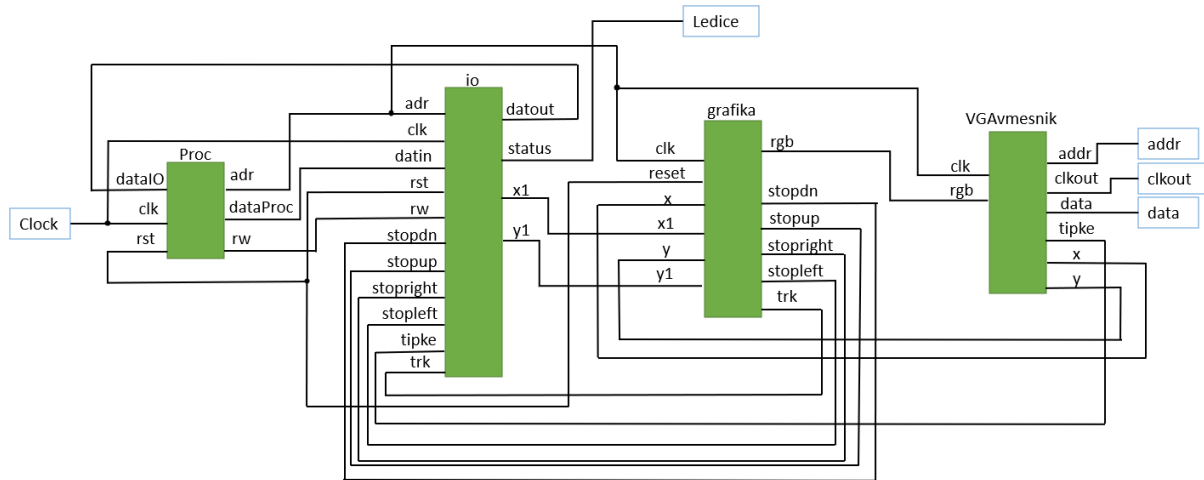 Ledice
io
adr
datout
clk
datin
status
rst
x1
rw
stopdn
y1
stopup
stopright
stopleft
tipke
trk
Proc
dataIO
adr
clk
dataProc
rst
rw
Clock
grafika
clk
rgb
reset
x
stopdn
x1
stopup
y
stopright
y1
stopleft
trk
VGAvmesnik
clk
addr
rgb
clkout
data
tipke
x
y
addr
clkout
data